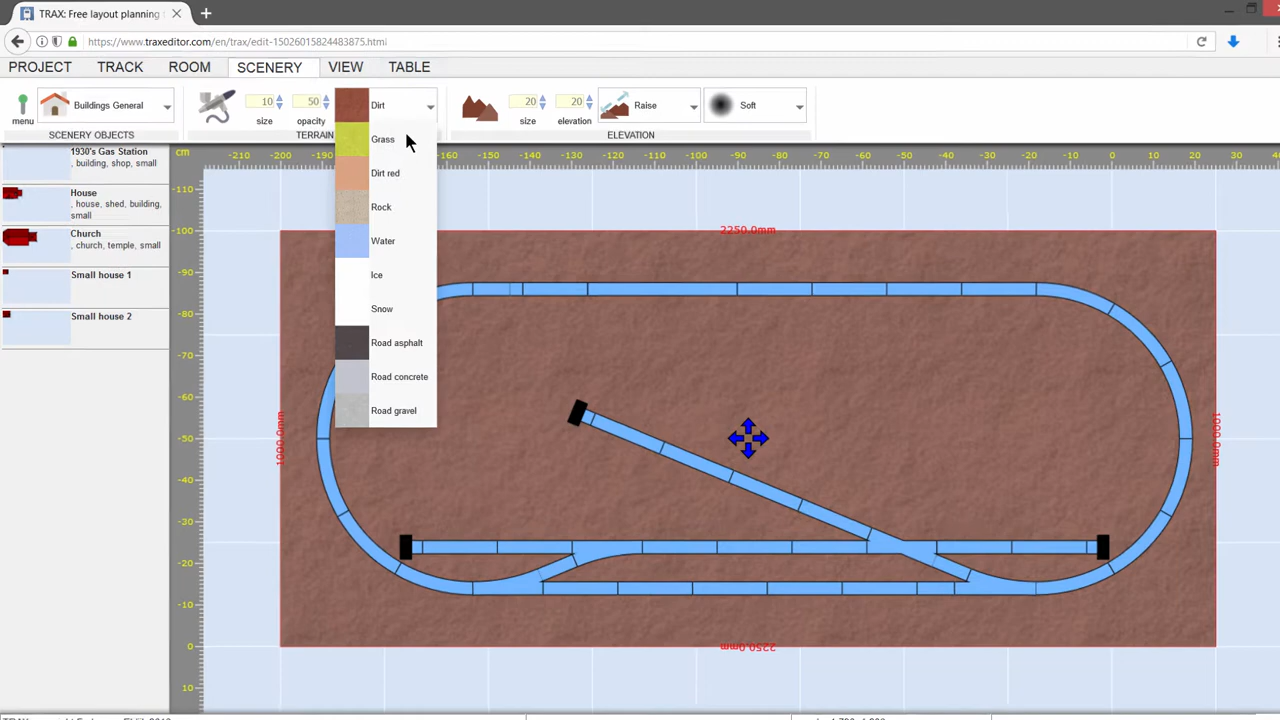 TRAX: Free layout planning
https://www.traxeditor.com/en/trax/edit-15026015824483875.html
PROJECT TRACK ROOM SCENERY VIEW TABLE
menu Buildings General 10 size 50 opacity Dirt 20 size 20 elevation Raise Soft
SCENERY OBJECTS TERRAIN ELEVATION
Grass
Dirt red
Rock
Water
Ice
Snow
Road asphalt
Road concrete
Road gravel
1930's Gas Station
, building, shop, small
House
, house, shed, building,
small
Church
, church, temple, small
Small house 1
Small house 2
cm -210 -200 -190 -160 -150 -140 -130 -120 -110 -100 -90 -80 -70 -60 -50 -40 -30 -20 -10 0 10 20 30
-110
-100
-90
-80
-70
-60
-50
-40
-30
-20
-10
0
10
2250.0mm
1000.0mm
1000.0mm
2250.0mm